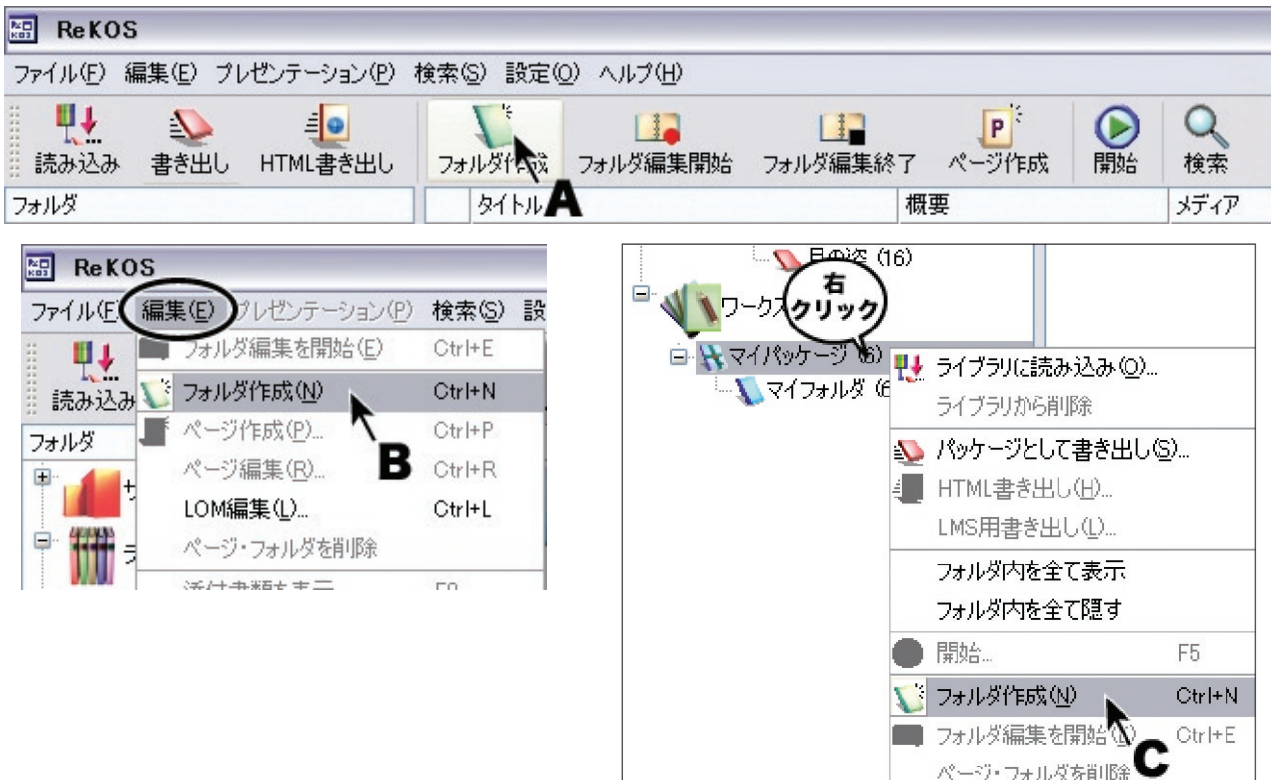 ReKOS
ファイル(F) 編集(E) プレゼンテーション(P) 検索(S) 設定(O) ヘルプ(H)
読み込み 書き出し HTML書き出し フォルダ作成 フォルダ編集開始 フォルダ編集終了 ページ作成 開始 検索
A
フォルダ タイトル 概要 メディア
ReKOS
ファイル(F) 編集(E) プレゼンテーション(P) 検索(S) 設
読み込み
フォルダ編集を開始(E) Ctrl+E
フォルダ作成(N) Ctrl+N
ページ作成(P)... Ctrl+P
B
フォルダ
ページ編集(R)... Ctrl+R
LOM編集(L)... Ctrl+L
ページ・フォルダを削除
(16)
右
クリック
ワークス
マイパッケージ (6)
マイフォルダ (6
ライブラリに読み込み(O)...
ライブラリから削除
パッケージとして書き出し(S)...
HTML書き出し(H)...
LMS用書き出し(L)...
フォルダ内を全て表示
フォルダ内を全て隠す
開始... F5
フォルダ作成(N) Ctrl+N
フォルダ編集を開始(E) Ctrl+E
C
ページ・フォルダを削除